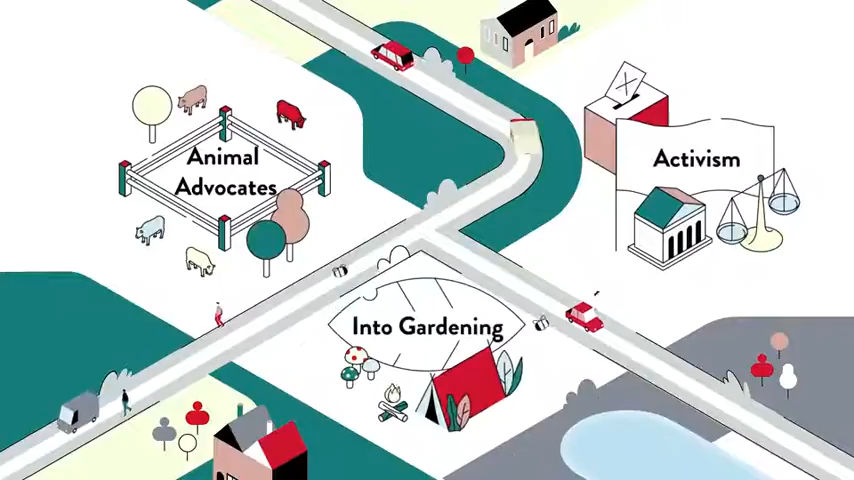 Animal
Advocates
Activism
Into Gardening